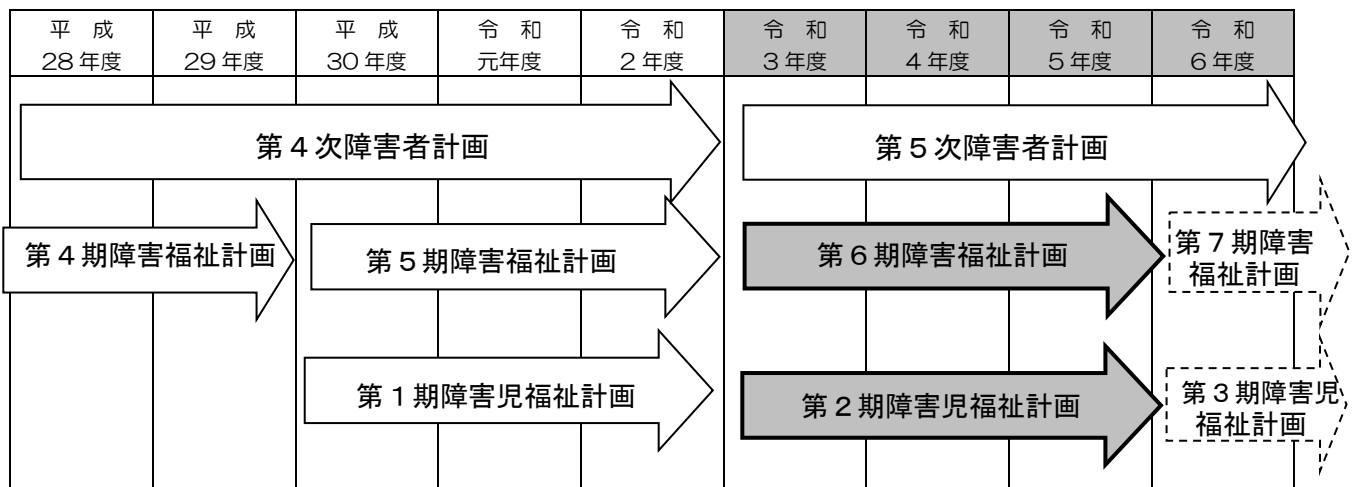 平 成 平 成 平 成 令 和 令 和 令 和 令 和 令 和 令 和
28年度 29年度 30年度 元年度 2年度 3年度 4年度 5年度 6年度
第4次障害者計画 第5次障害者計画
第4期障害福祉計画 第5期障害福祉計画 第6期障害福祉計画 第7期障害
福祉計画
第1期障害児福祉計画 第2期障害児福祉計画 第3期障害児
福祉計画